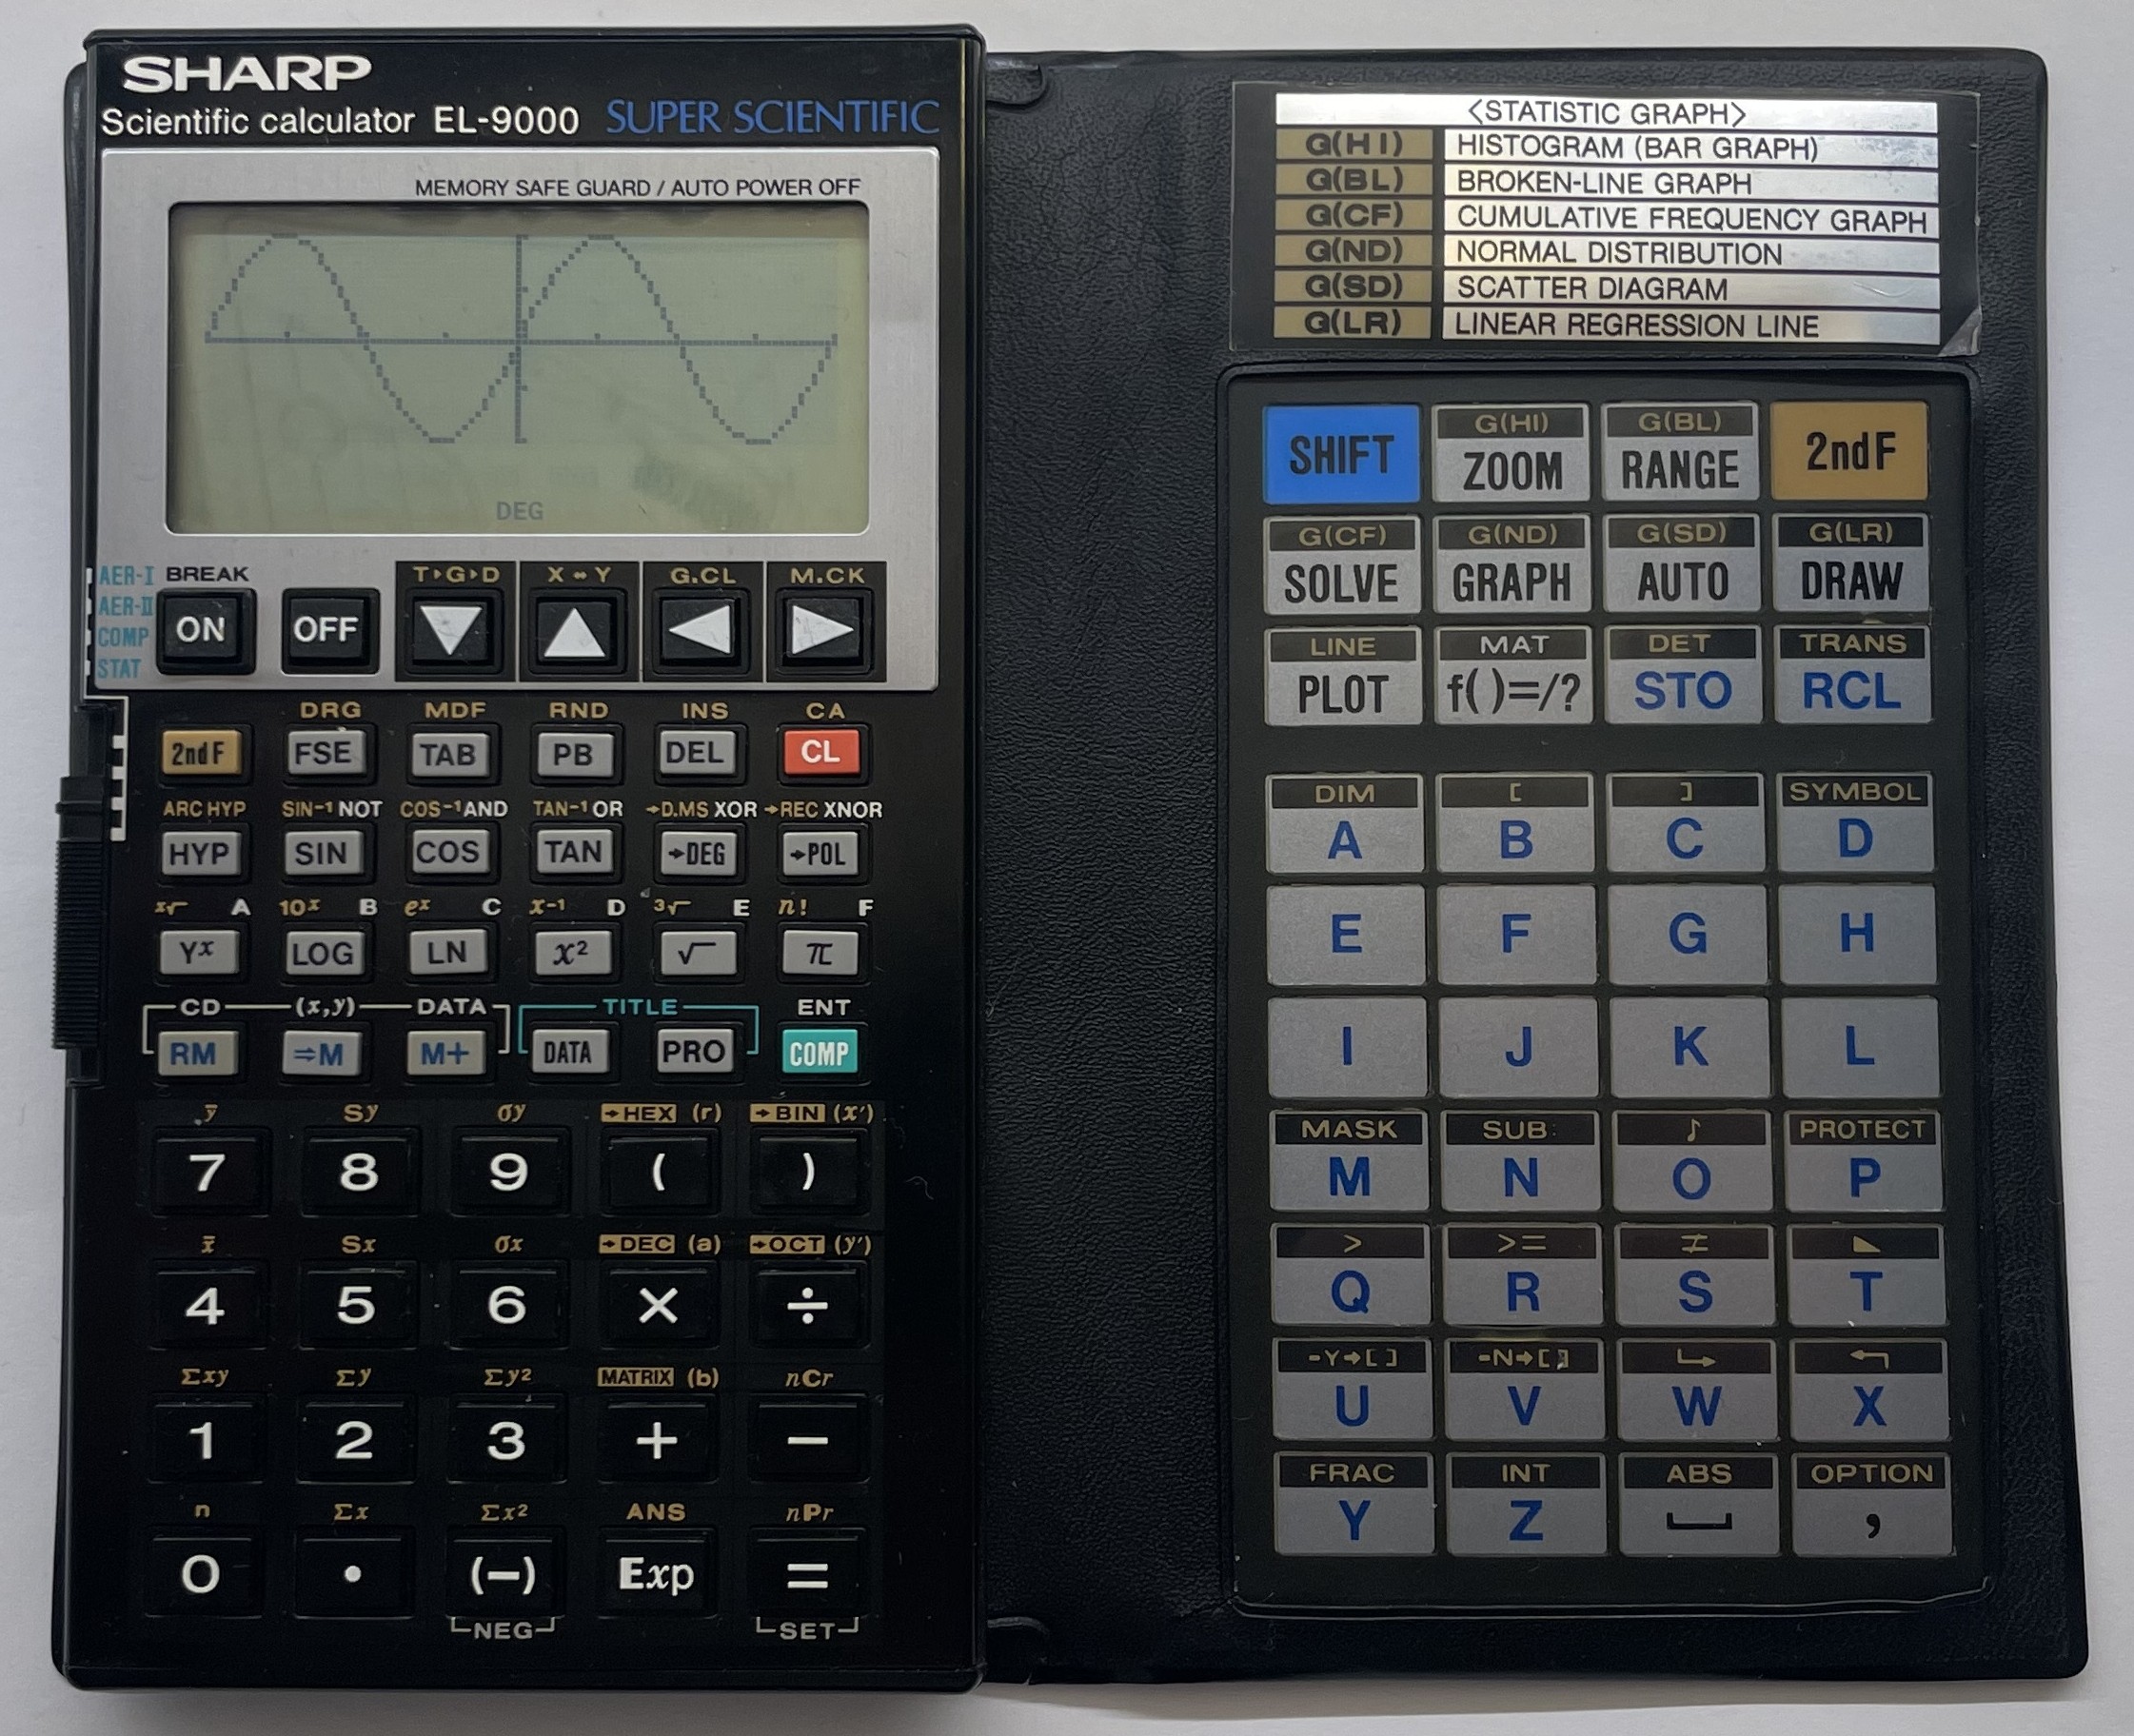 SHARP
Scientific calculator EL-9000 SUPER SCIENTIFIC
MEMORY SAFE GUARD / AUTO POWER OFF
DEG
AER-I
AER-II
COMP
STAT
BREAK T▸G▸D X↔Y G.CL M.CK
ON OFF ▼ ▲ ◀ ▶
DRG MDF RND INS CA
2ndF FSE TAB PB DEL CL
ARC HYP SIN⁻¹ NOT COS⁻¹ AND TAN⁻¹ OR →D.MS XOR →REC XNOR
HYP SIN COS TAN →DEG →POL
ˣ√ A 10ˣ B eˣ C x⁻¹ D ³√ E n! F
Yˣ LOG LN x² √ π
CD (x,y) DATA TITLE ENT
RM ⇒M M+ DATA PRO COMP
ȳ Sy σy →HEX (r) →BIN (x′)
7 8 9 ( )
x̄ Sx σx →DEC (a) →OCT (y′)
4 5 6 × ÷
Σxy Σy Σy² MATRIX (b) nCr
1 2 3 + −
n Σx Σx² ANS nPr
0 • (−) Exp =
NEG SET
<STATISTIC GRAPH>
G(HI) HISTOGRAM (BAR GRAPH)
G(BL) BROKEN-LINE GRAPH
G(CF) CUMULATIVE FREQUENCY GRAPH
G(ND) NORMAL DISTRIBUTION
G(SD) SCATTER DIAGRAM
G(LR) LINEAR REGRESSION LINE
G(HI) G(BL)
SHIFT ZOOM RANGE 2ndF
G(CF) G(ND) G(SD) G(LR)
SOLVE GRAPH AUTO DRAW
LINE MAT DET TRANS
PLOT f( )=/? STO RCL
DIM [ ] SYMBOL
A B C D
E F G H
I J K L
MASK SUB: ♪ PROTECT
M N O P
> >= ≠ ◣
Q R S T
-Y→[ ] -N→[ ] ↳ ↰
U V W X
FRAC INT ABS OPTION
Y Z ⎵ ,